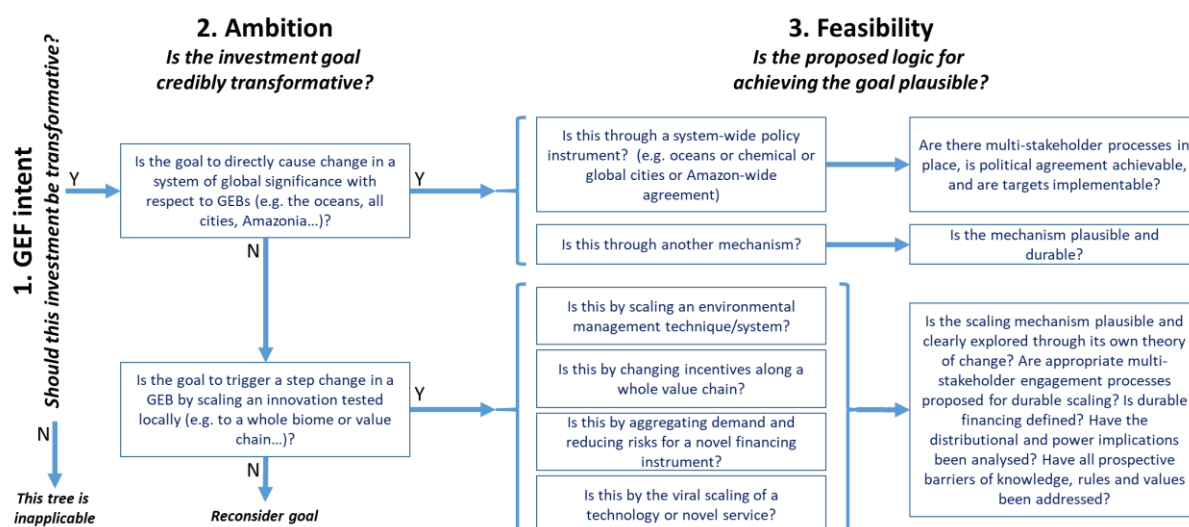 1. GEF intent
Should this investment be transformative?
Y
N
This tree is
inapplicable
2. Ambition
Is the investment goal
credibly transformative?
Is the goal to directly cause change in a
system of global significance with
respect to GEBs (e.g. the oceans, all
cities, Amazonia...)?
Y
N
Is the goal to trigger a step change in a
GEB by scaling an innovation tested
locally (e.g. to a whole biome or value
chain...)?
Y
N
Reconsider goal
3. Feasibility
Is the proposed logic for
achieving the goal plausible?
Is this through a system-wide policy
instrument? (e.g. oceans or chemical or
global cities or Amazon-wide
agreement)
Are there multi-stakeholder processes in
place, is political agreement achievable,
and are targets implementable?
Is this through another mechanism?
Is the mechanism plausible and
durable?
Is this by scaling an environmental
management technique/system?
Is this by changing incentives along a
whole value chain?
Is this by aggregating demand and
reducing risks for a novel financing
instrument?
Is this by the viral scaling of a
technology or novel service?
Is the scaling mechanism plausible and
clearly explored through its own theory
of change? Are appropriate multi-
stakeholder engagement processes
proposed for durable scaling? Is durable
financing defined? Have the
distributional and power implications
been analysed? Have all prospective
barriers of knowledge, rules and values
been addressed?